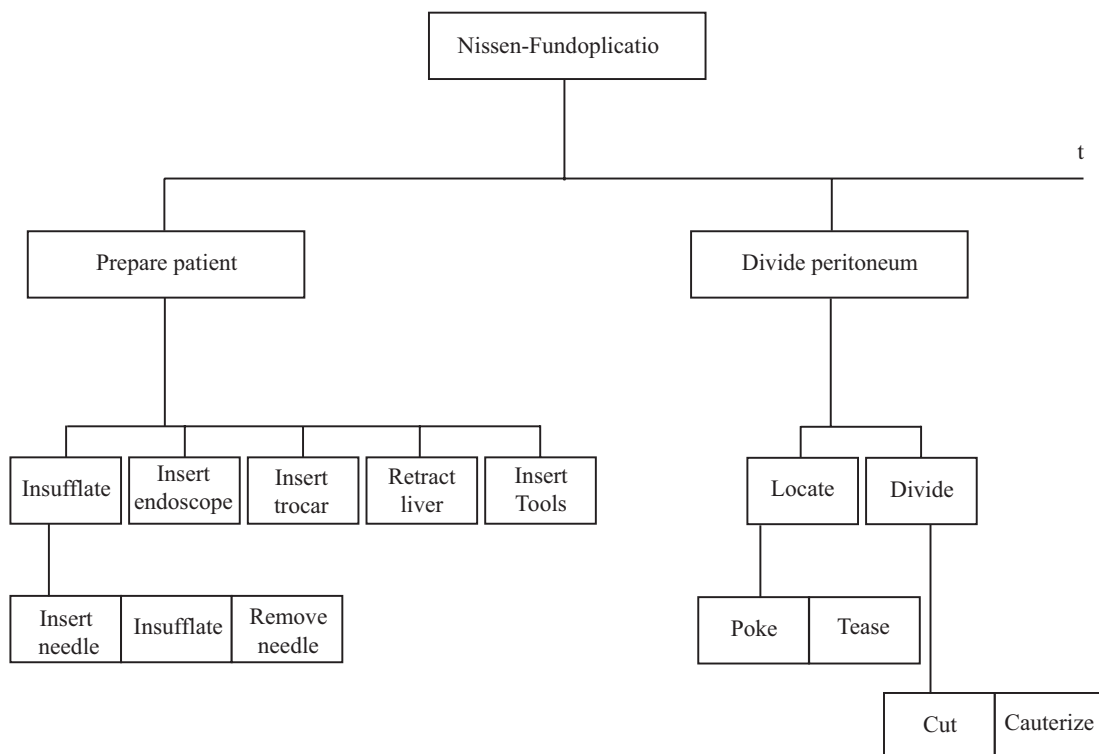 Nissen-Fundoplicatio
t
Prepare patient
Divide peritoneum
Insufflate
Insert
endoscope
Insert
trocar
Retract
liver
Insert
Tools
Locate
Divide
Insert
needle
Insufflate
Remove
needle
Poke
Tease
Cut
Cauterize